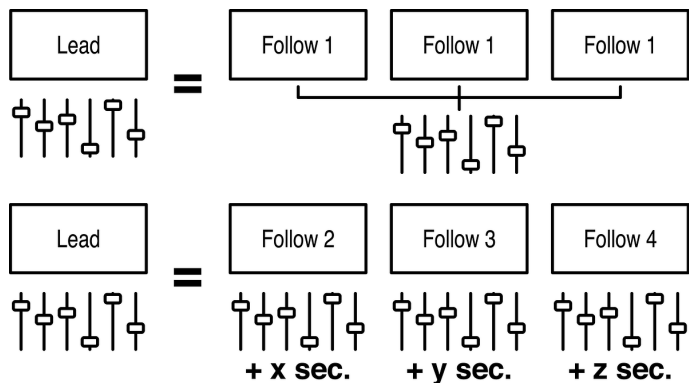 Lead
=
Follow 1
Follow 1
Follow 1
Lead
=
Follow 2
Follow 3
Follow 4
+ x sec.
+ y sec.
+ z sec.